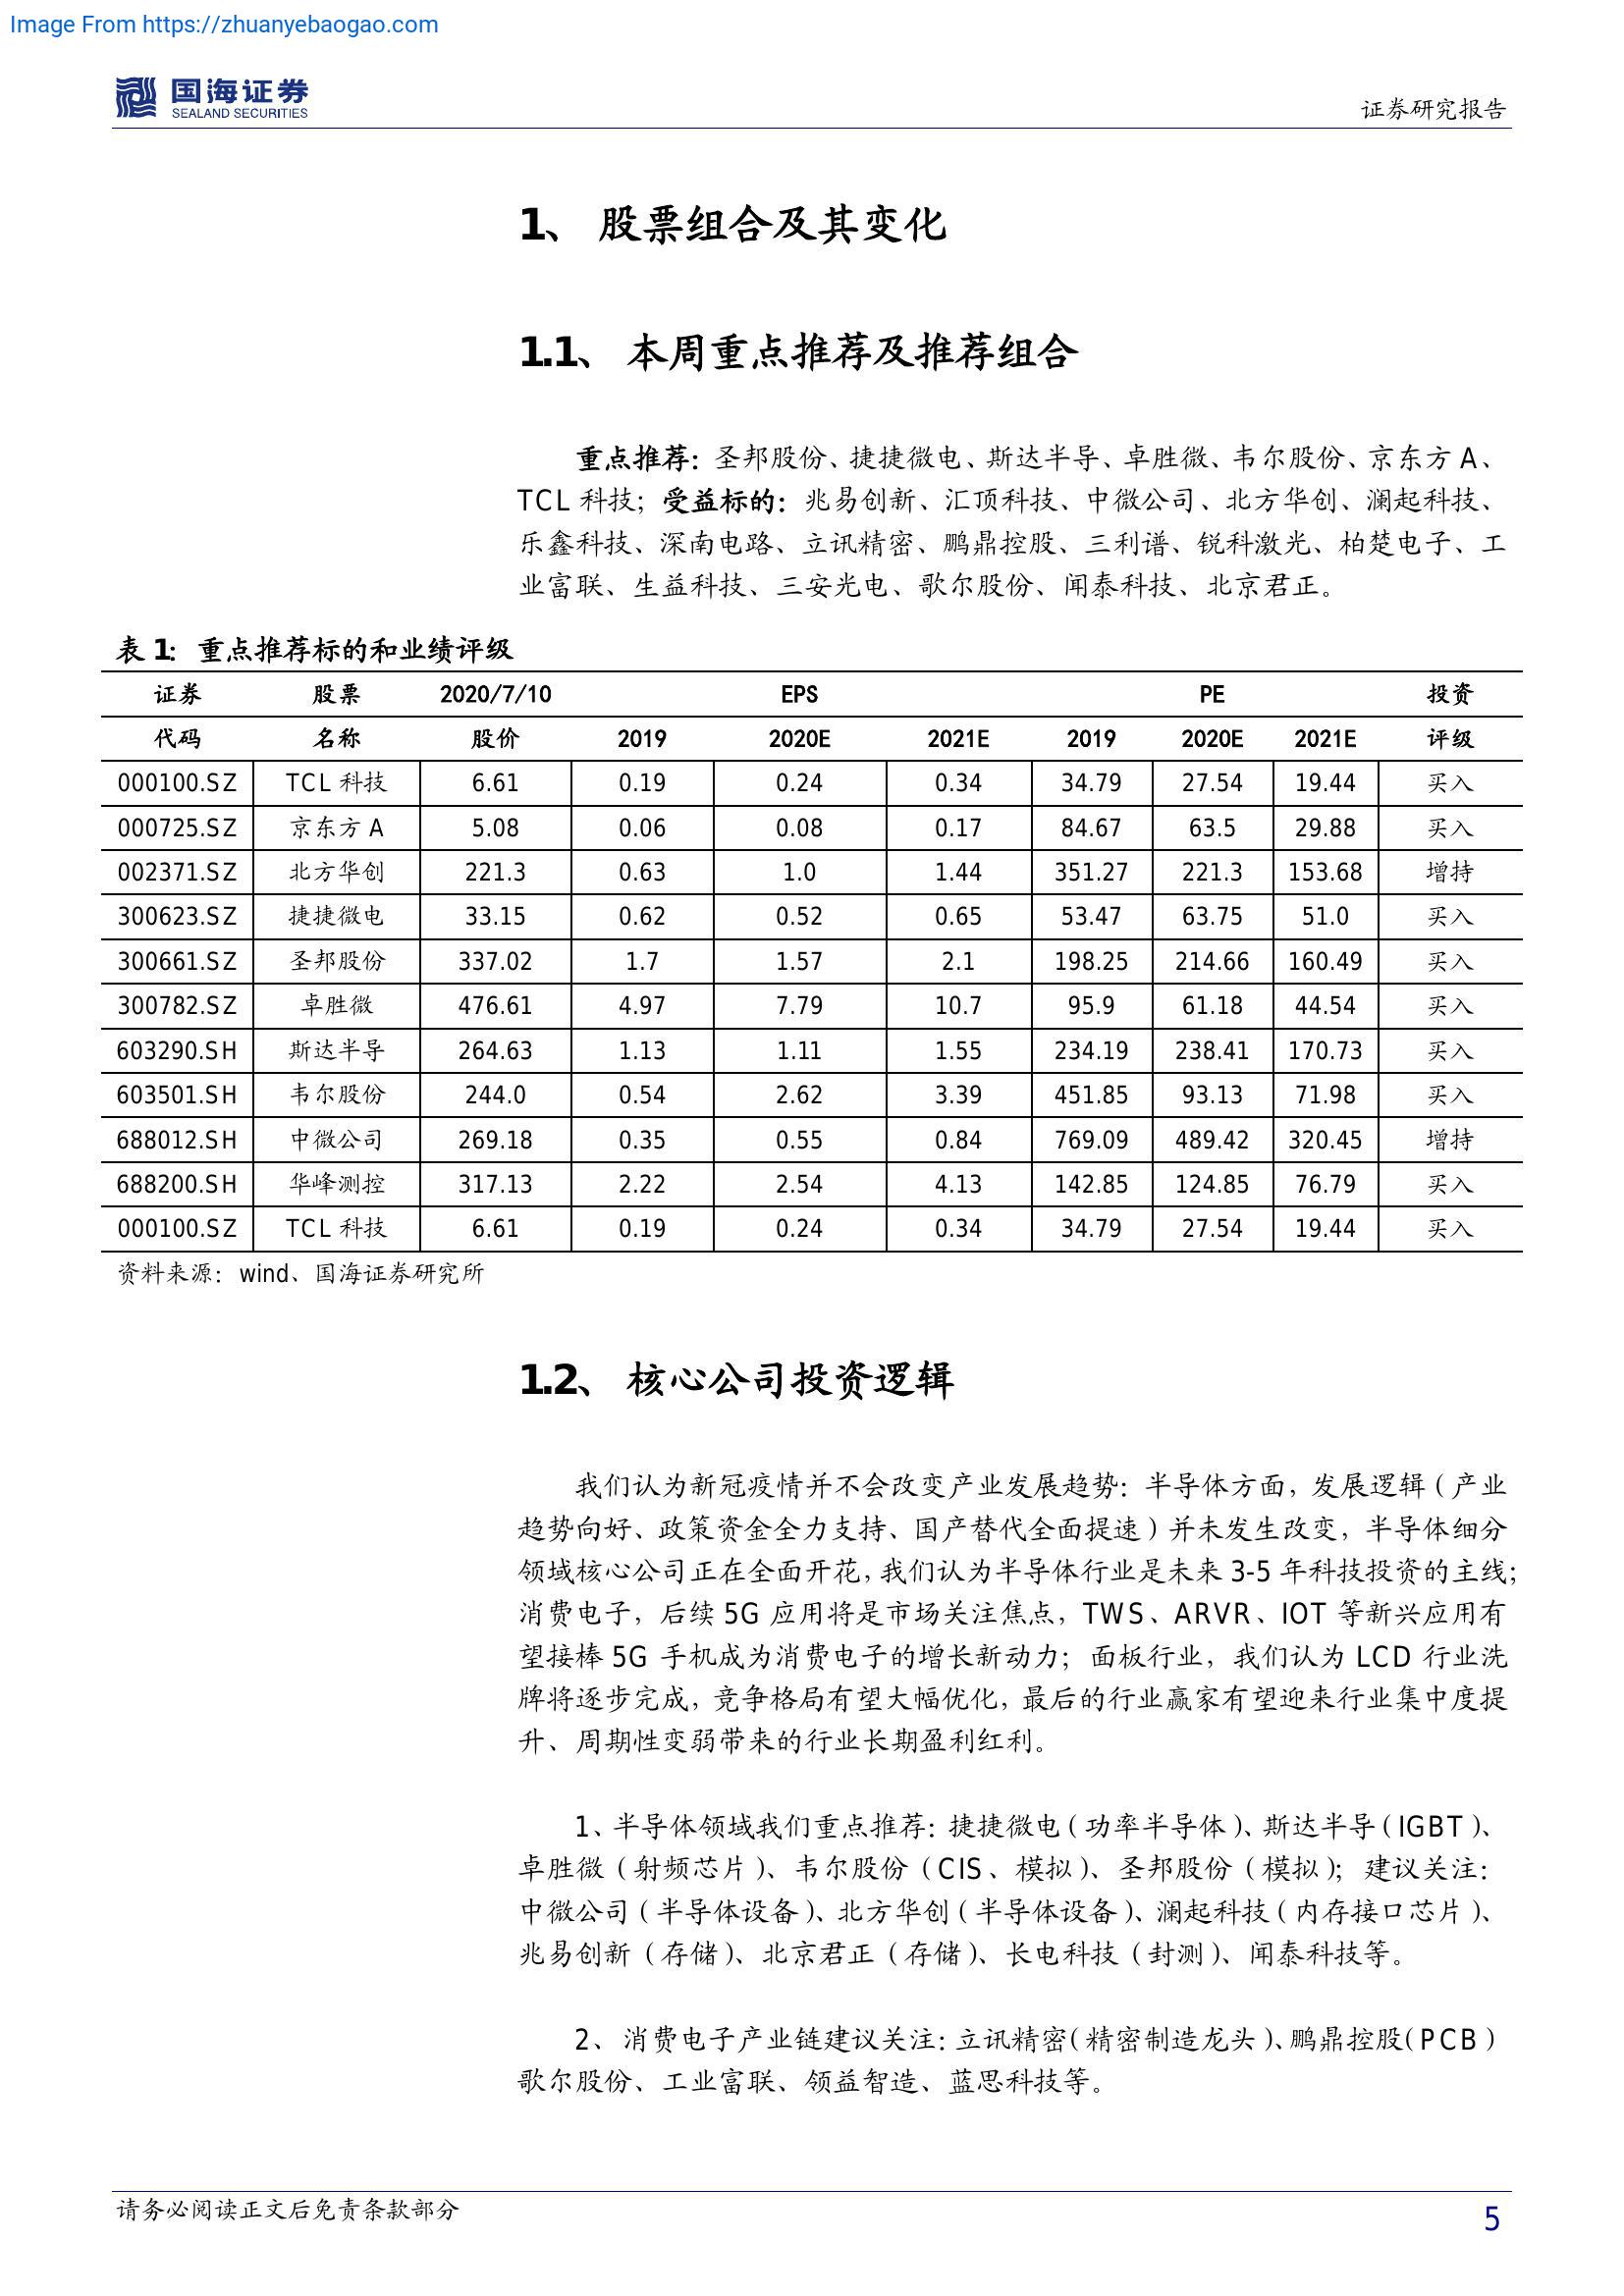 Image From https://zhuanyebaogao.com
国海证券
SEALAND SECURITIES
证券研究报告
1、 股票组合及其变化
1.1、 本周重点推荐及推荐组合
重点推荐：圣邦股份、捷捷微电、斯达半导、卓胜微、韦尔股份、京东方 A、
TCL 科技；受益标的：兆易创新、汇顶科技、中微公司、北方华创、澜起科技、
乐鑫科技、深南电路、立讯精密、鹏鼎控股、三利谱、锐科激光、柏楚电子、工
业富联、生益科技、三安光电、歌尔股份、闻泰科技、北京君正。
表 1：重点推荐标的和业绩评级
证券 股票 2020/7/10 EPS PE 投资
代码 名称 股价 2019 2020E 2021E 2019 2020E 2021E 评级
000100.SZ TCL 科技 6.61 0.19 0.24 0.34 34.79 27.54 19.44 买入
000725.SZ 京东方 A 5.08 0.06 0.08 0.17 84.67 63.5 29.88 买入
002371.SZ 北方华创 221.3 0.63 1.0 1.44 351.27 221.3 153.68 增持
300623.SZ 捷捷微电 33.15 0.62 0.52 0.65 53.47 63.75 51.0 买入
300661.SZ 圣邦股份 337.02 1.7 1.57 2.1 198.25 214.66 160.49 买入
300782.SZ 卓胜微 476.61 4.97 7.79 10.7 95.9 61.18 44.54 买入
603290.SH 斯达半导 264.63 1.13 1.11 1.55 234.19 238.41 170.73 买入
603501.SH 韦尔股份 244.0 0.54 2.62 3.39 451.85 93.13 71.98 买入
688012.SH 中微公司 269.18 0.35 0.55 0.84 769.09 489.42 320.45 增持
688200.SH 华峰测控 317.13 2.22 2.54 4.13 142.85 124.85 76.79 买入
000100.SZ TCL 科技 6.61 0.19 0.24 0.34 34.79 27.54 19.44 买入
资料来源：wind、国海证券研究所
1.2、 核心公司投资逻辑
我们认为新冠疫情并不会改变产业发展趋势：半导体方面，发展逻辑（产业
趋势向好、政策资金全力支持、国产替代全面提速）并未发生改变，半导体细分
领域核心公司正在全面开花，我们认为半导体行业是未来 3-5 年科技投资的主线；
消费电子，后续 5G 应用将是市场关注焦点，TWS、ARVR、IOT 等新兴应用有
望接棒 5G 手机成为消费电子的增长新动力；面板行业，我们认为 LCD 行业洗
牌将逐步完成，竞争格局有望大幅优化，最后的行业赢家有望迎来行业集中度提
升、周期性变弱带来的行业长期盈利红利。
1、半导体领域我们重点推荐：捷捷微电（功率半导体）、斯达半导（IGBT）、
卓胜微（射频芯片）、韦尔股份（CIS、模拟）、圣邦股份（模拟）；建议关注：
中微公司（半导体设备）、北方华创（半导体设备）、澜起科技（内存接口芯片）、
兆易创新（存储）、北京君正（存储）、长电科技（封测）、闻泰科技等。
2、 消费电子产业链建议关注：立讯精密（精密制造龙头）、鹏鼎控股（PCB）
歌尔股份、工业富联、领益智造、蓝思科技等。
请务必阅读正文后免责条款部分
5